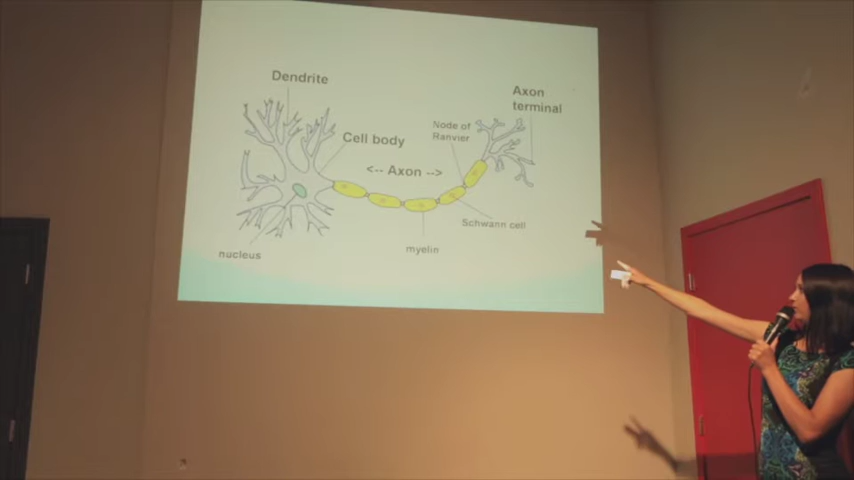 Dendrite
Axon
terminal
Node of
Ranvier
Cell body
<-- Axon -->
Schwann cell
myelin
nucleus